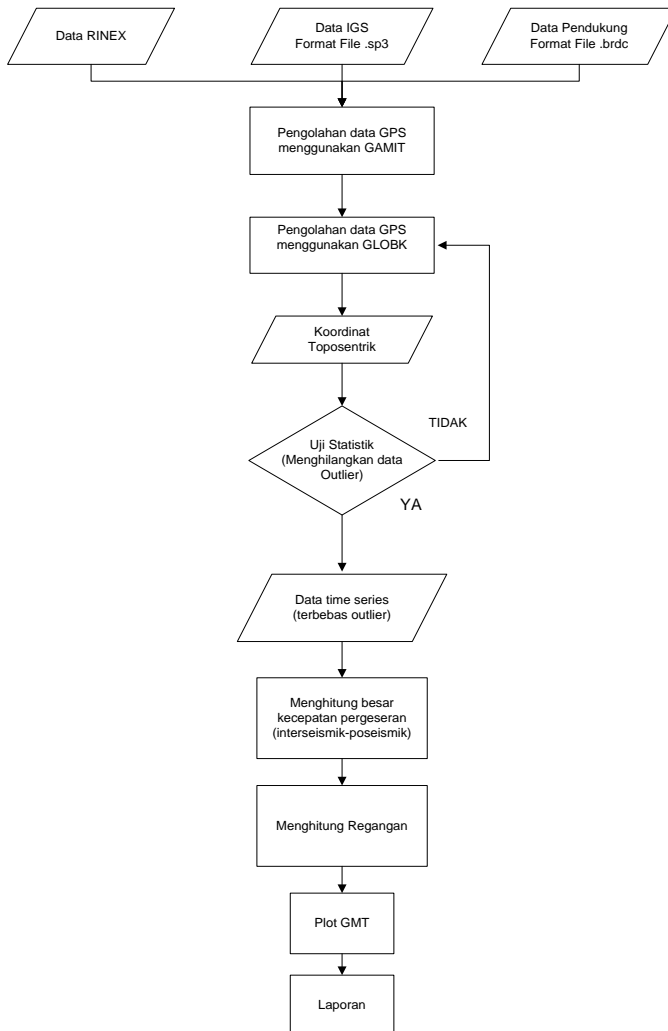 Data RINEX
Data IGS
Format File .sp3
Data Pendukung
Format File .brdc
Pengolahan data GPS
menggunakan GAMIT
Pengolahan data GPS
menggunakan GLOBK
Koordinat
Toposentrik
TIDAK
Uji Statistik
(Menghilangkan data
Outlier)
YA
Data time series
(terbebas outlier)
Menghitung besar
kecepatan pergeseran
(interseismik-poseismik)
Menghitung Regangan
Plot GMT
Laporan